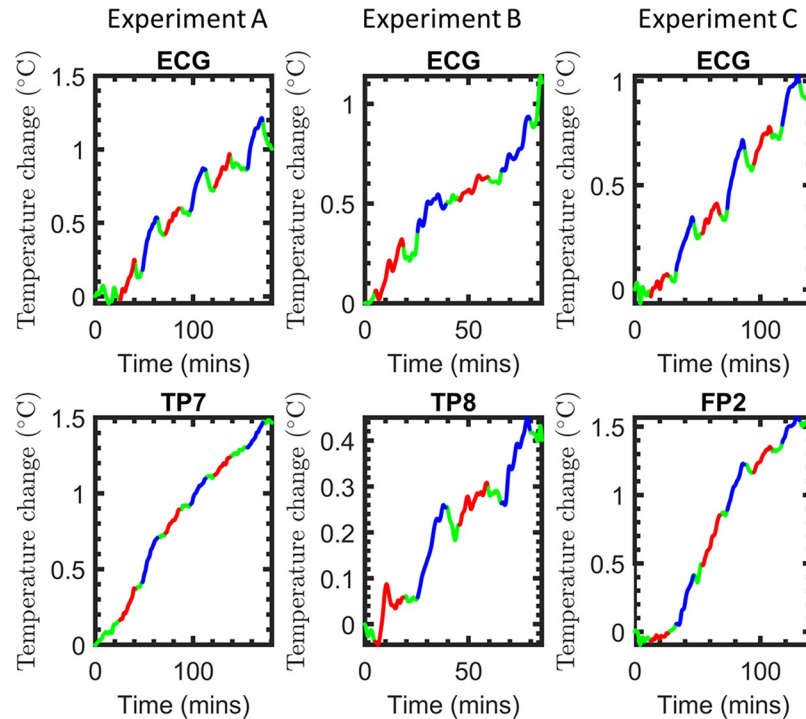 Experiment A Experiment B Experiment C
ECG ECG ECG
Temperature change (°C) Temperature change (°C) Temperature change (°C)
1.5
1
0.5
0
1
0.5
0
1
0.5
0
0 100 0 50 0 100
Time (mins) Time (mins) Time (mins)
TP7 TP8 FP2
Temperature change (°C) Temperature change (°C) Temperature change (°C)
1.5
1
0.5
0
0.4
0.3
0.2
0.1
0
1.5
1
0.5
0
0 100 0 50 0 100
Time (mins) Time (mins) Time (mins)